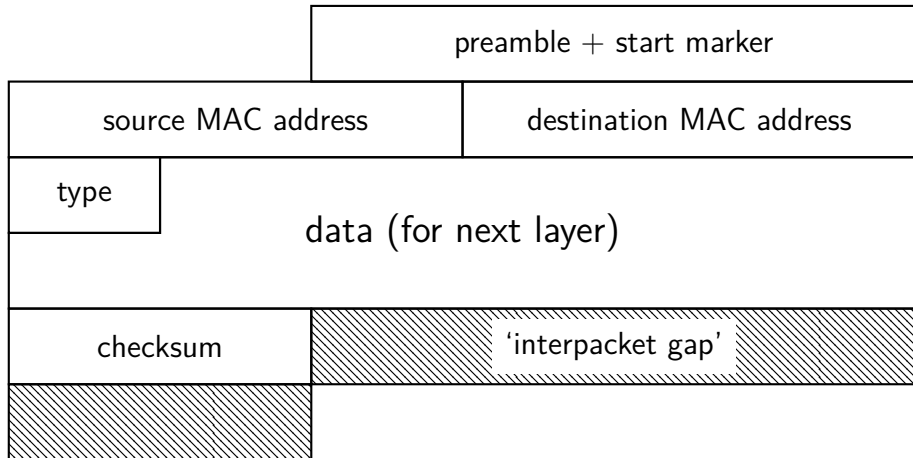 preamble + start marker
source MAC address
destination MAC address
type
data (for next layer)
checksum
‘interpacket gap’